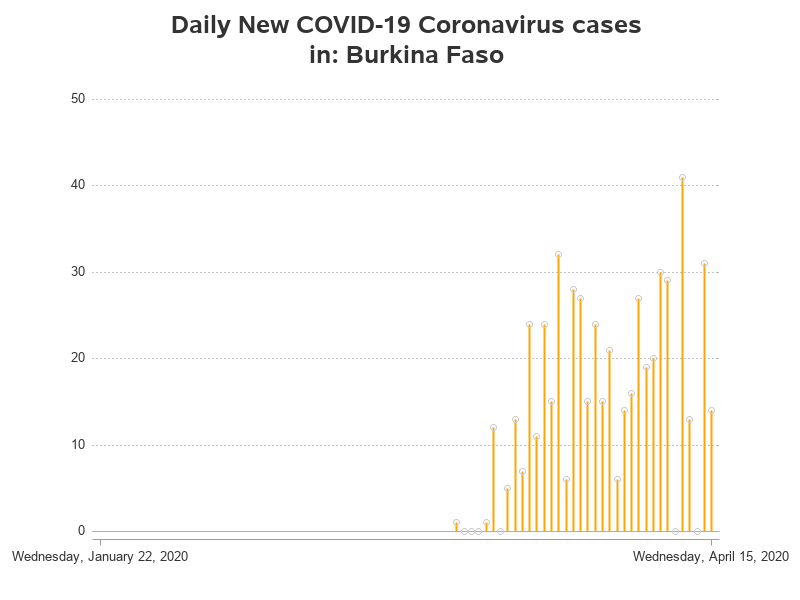 Daily New COVID-19 Coronavirus cases
in: Burkina Faso
50
40
30
20
10
0
Wednesday, January 22, 2020
Wednesday, April 15, 2020